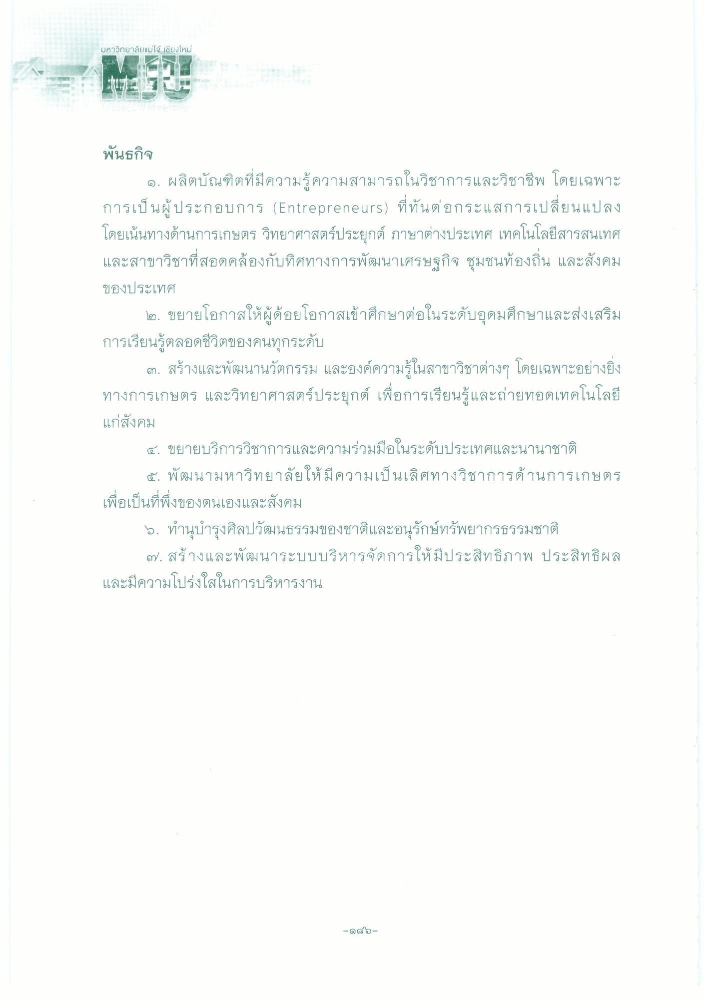 มหาวิทยาลัยแม่โจ้ เชียงใหม่
MJU
Maejo University
พันธกิจ
๑. ผลิตบัณฑิตที่มีความรู้ความสามารถในวิชาการและวิชาชีพ โดยเฉพาะ
การเป็นผู้ประกอบการ (Entrepreneurs) ที่ทันต่อกระแสการเปลี่ยนแปลง
โดยเน้นทางด้านการเกษตร วิทยาศาสตร์ประยุกต์ ภาษาต่างประเทศ เทคโนโลยีสารสนเทศ
และสาขาวิชาที่สอดคล้องกับทิศทางการพัฒนาเศรษฐกิจ ชุมชนท้องถิ่น และสังคม
ของประเทศ
๒. ขยายโอกาสให้ผู้ด้อยโอกาสเข้าศึกษาต่อในระดับอุดมศึกษาและส่งเสริม
การเรียนรู้ตลอดชีวิตของคนทุกระดับ
๓. สร้างและพัฒนานวัตกรรม และองค์ความรู้ในสาขาวิชาต่างๆ โดยเฉพาะอย่างยิ่ง
ทางการเกษตร และวิทยาศาสตร์ประยุกต์ เพื่อการเรียนรู้และถ่ายทอดเทคโนโลยี
แก่สังคม
๔. ขยายบริการวิชาการและความร่วมมือในระดับประเทศและนานาชาติ
๕. พัฒนามหาวิทยาลัยให้มีความเป็นเลิศทางวิชาการด้านการเกษตร
เพื่อเป็นที่พึ่งของตนเองและสังคม
๖. ทำนุบำรุงศิลปวัฒนธรรมของชาติและอนุรักษ์ทรัพยากรธรรมชาติ
๗. สร้างและพัฒนาระบบบริหารจัดการให้มีประสิทธิภาพ ประสิทธิผล
และมีความโปร่งใสในการบริหารงาน
-๑๘๖-